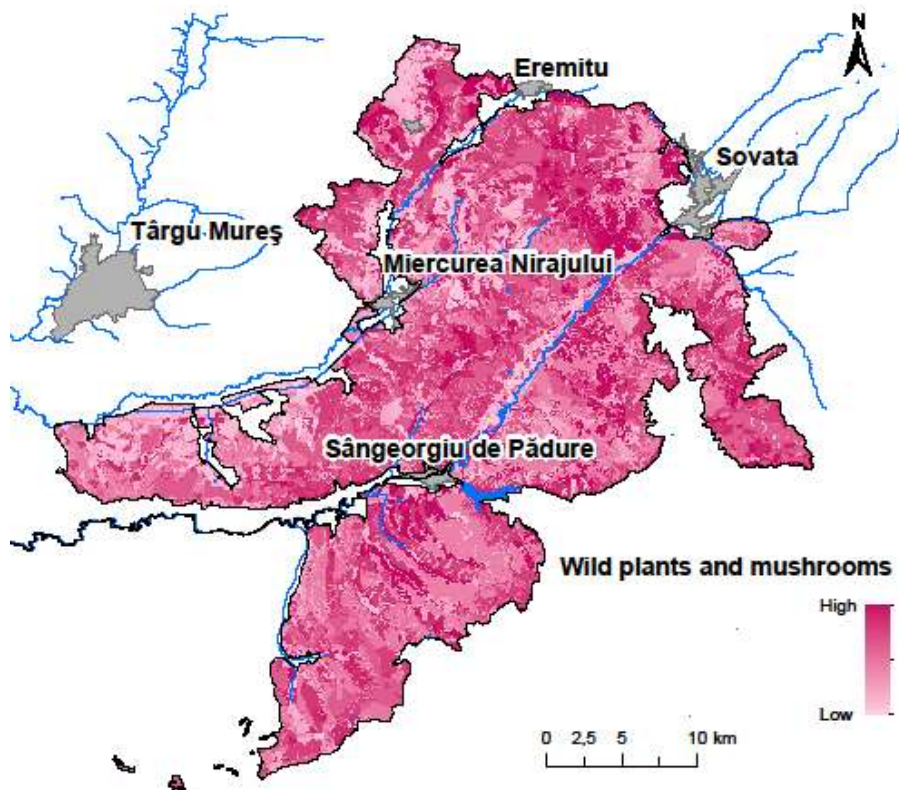 N
Eremitu
Sovata
Târgu Mureş
Miercurea Nirajului
Sângeorgiu de Pădure
Wild plants and mushrooms
High
Low
0 2,5 5 10 km